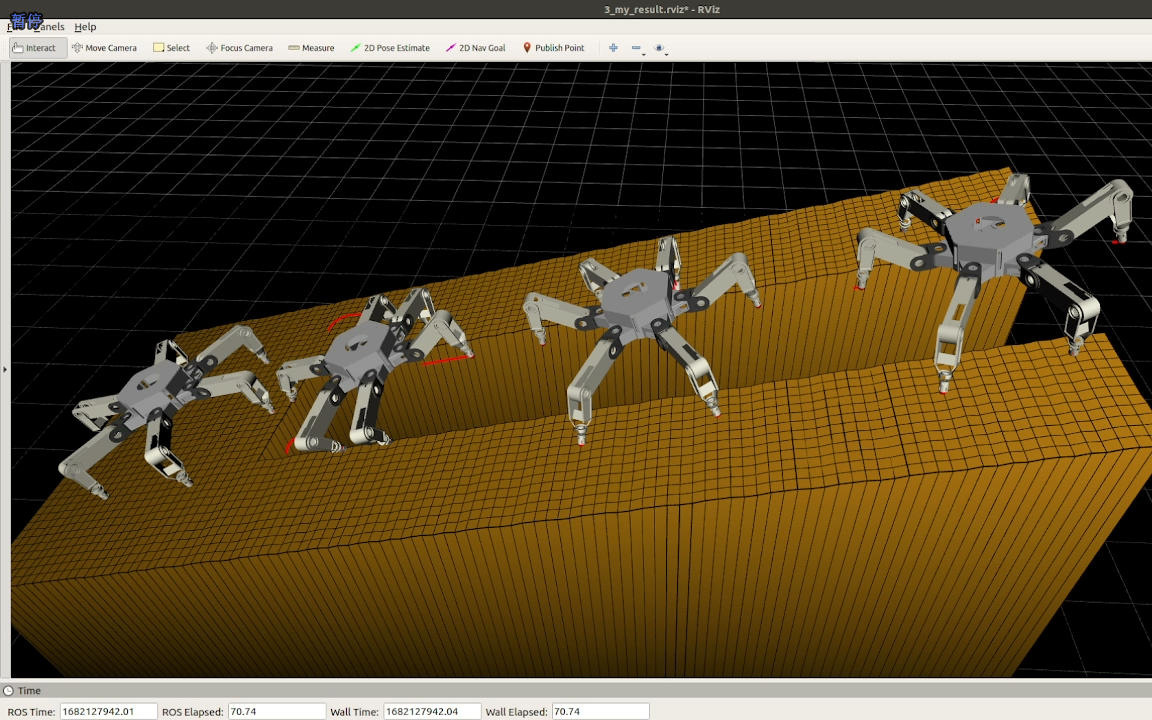 3_my_result.rviz* - RViz
暂停
Panels Help
Interact Move Camera Select Focus Camera Measure 2D Pose Estimate 2D Nav Goal Publish Point
Time
ROS Time: 1682127942.01 ROS Elapsed: 70.74 Wall Time: 1682127942.04 Wall Elapsed: 70.74